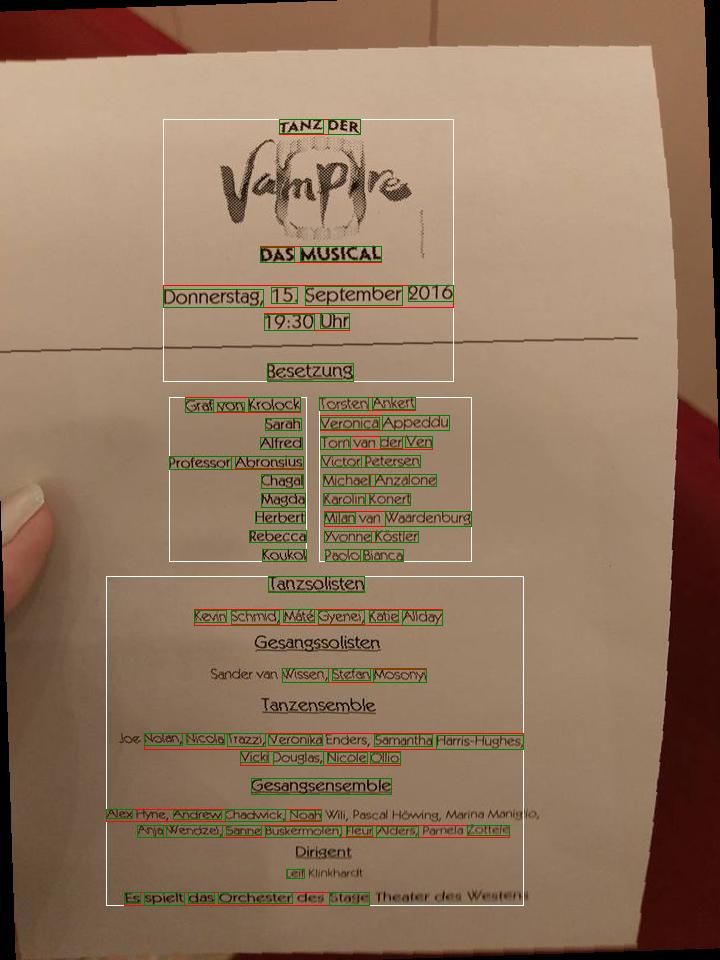 TANZ DER
Vampire
DAS MUSICAL
Donnerstag, 15. September 2016
19:30 Uhr
Besetzung
Graf von Krolock Torsten Ankert
Sarah Veronica Appeddu
Alfred Tom van der Ven
Professor Abronsius Victor Petersen
Chagal Michael Anzalone
Magda Karolin Konert
Herbert Milan van Waardenburg
Rebecca Yvonne Köstler
Koukol Paolo Bianca
Tanzsolisten
Kevin Schmid, Máté Gyenei, Katie Allday
Gesangssolisten
Sander van Wissen, Stefan Mosonyi
Tanzensemble
Joe Nolan, Nicola Trazzi, Veronika Enders, Samantha Harris-Hughes,
Vicki Douglas, Nicole Ollio
Gesangsensemble
Alex Hyne, Andrew Chadwick, Noah Wili, Pascal Höwing, Marina Maniglio,
Anja Wendzel, Sanne Buskermolen, Fleur Alders, Pamela Zottele
Dirigent
Leif Klinkhardt
Es spielt das Orchester des Stage Theater des Westens